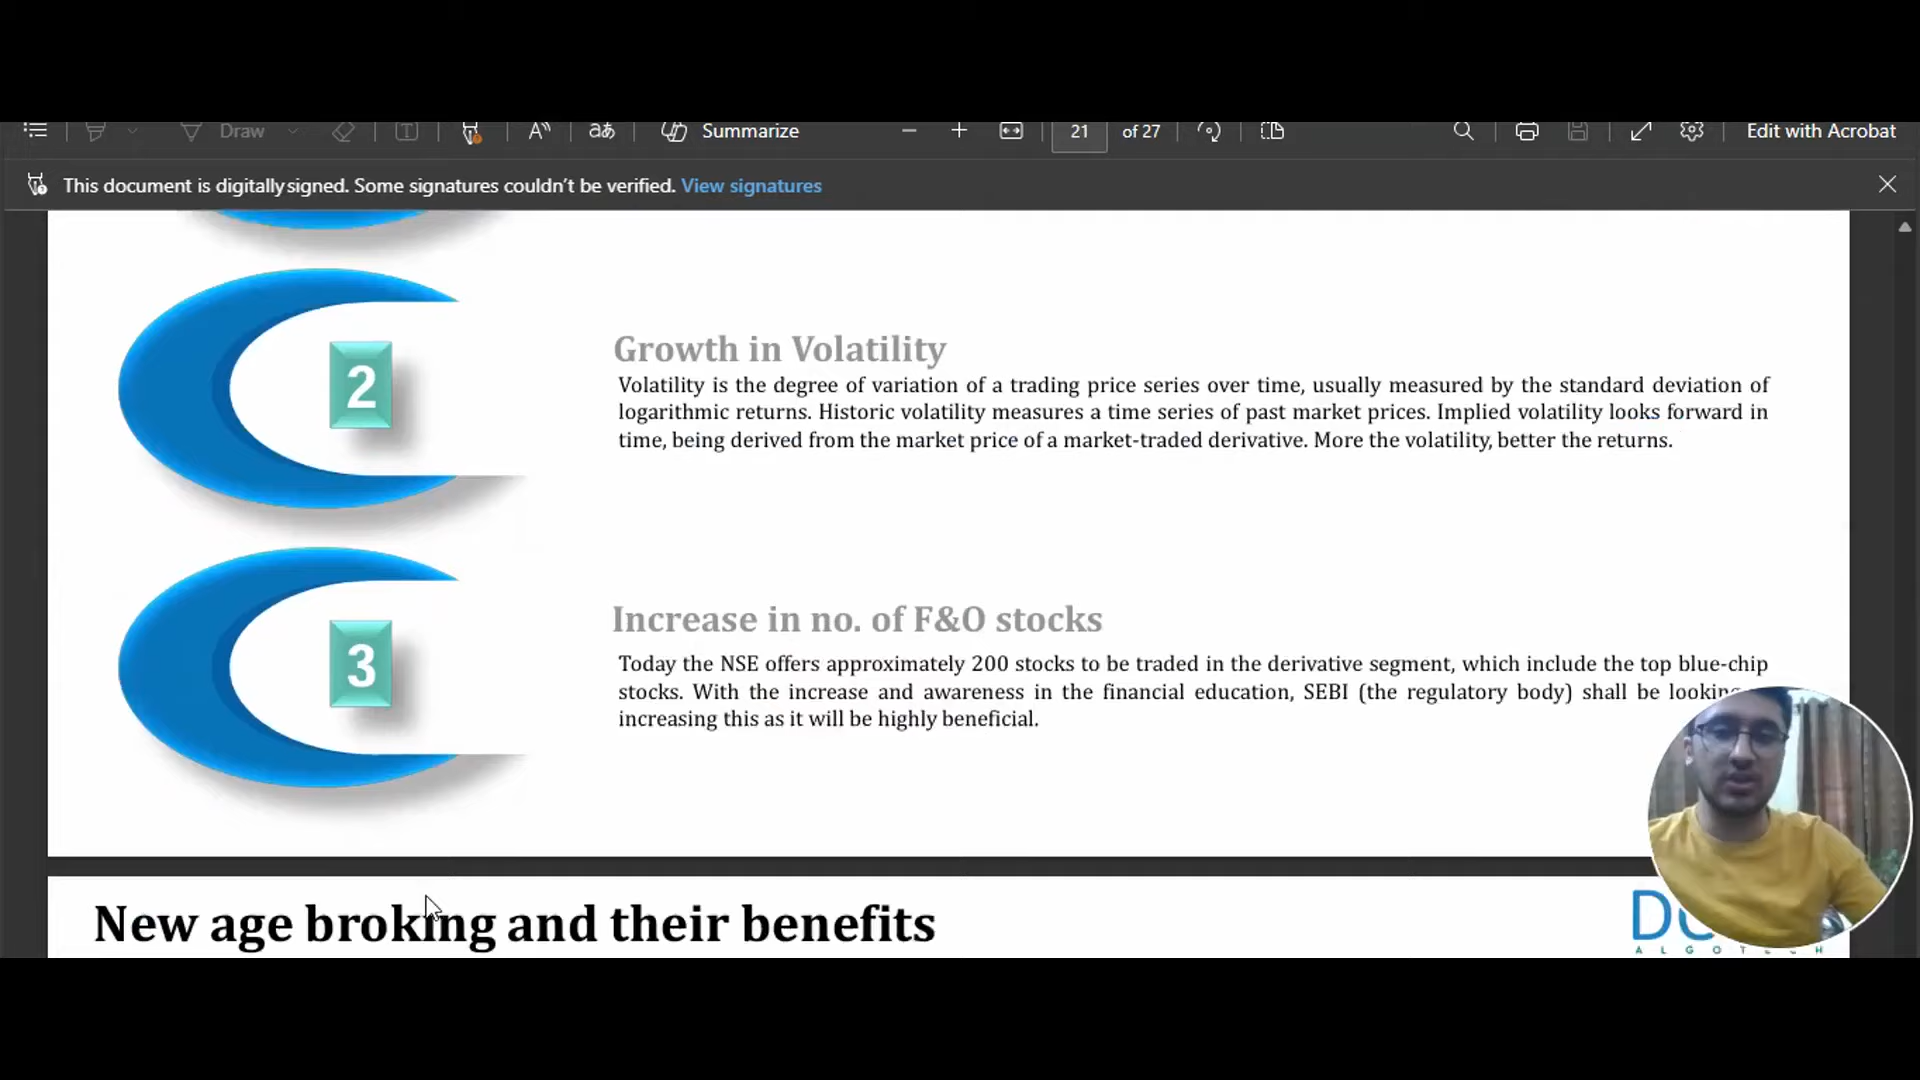 Draw
Summarize
21 of 27
Edit with Acrobat
This document is digitally signed. Some signatures couldn't be verified. View signatures
2
Growth in Volatility
Volatility is the degree of variation of a trading price series over time, usually measured by the standard deviation of
logarithmic returns. Historic volatility measures a time series of past market prices. Implied volatility looks forward in
time, being derived from the market price of a market-traded derivative. More the volatility, better the returns.
3
Increase in no. of F&O stocks
Today the NSE offers approximately 200 stocks to be traded in the derivative segment, which include the top blue-chip
stocks. With the increase and awareness in the financial education, SEBI (the regulatory body) shall be
increasing this as it will be highly beneficial.
New age broking and their benefits